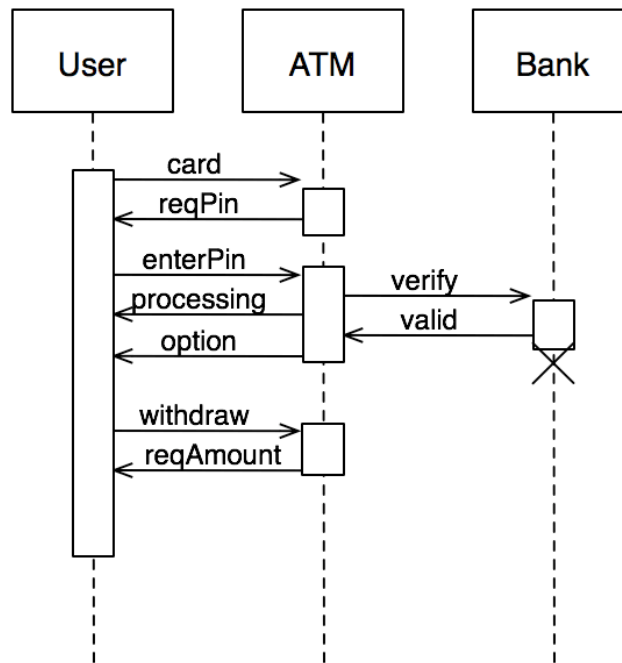 User
ATM
Bank
card
reqPin
enterPin
verify
processing
valid
option
withdraw
reqAmount